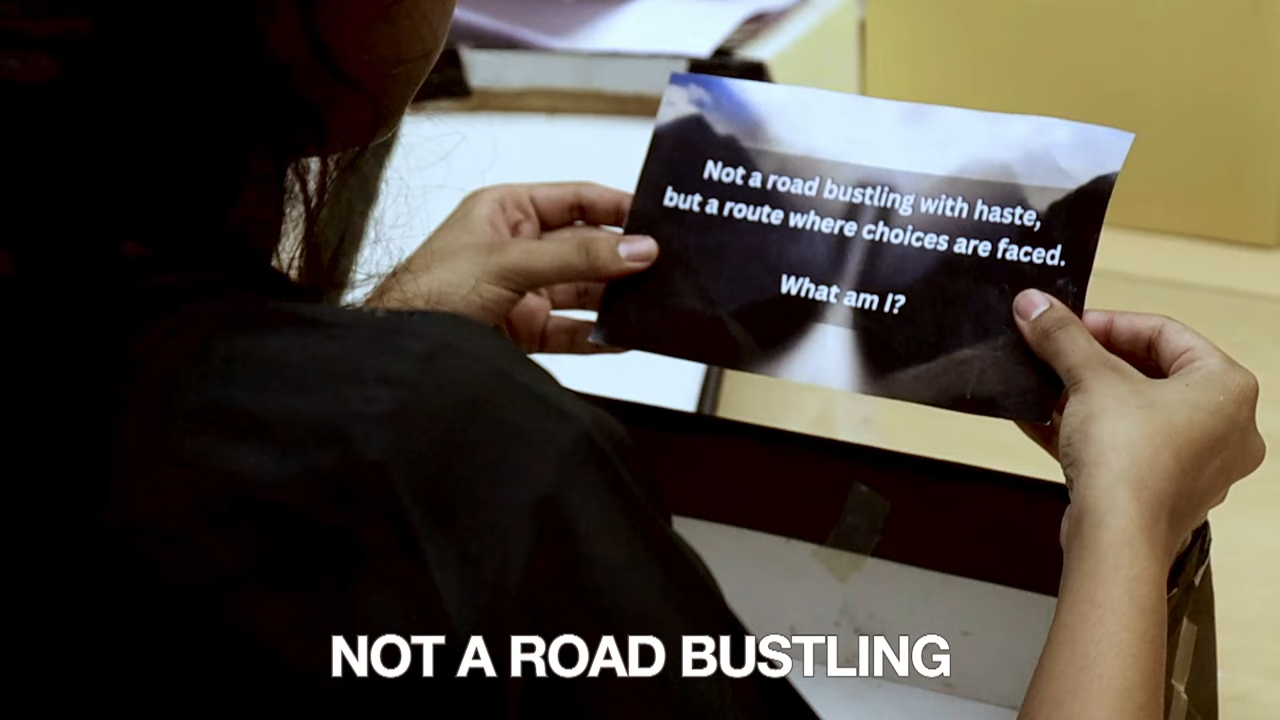 Not a road bustling with haste,
but a route where choices are faced.
What am I?
NOT A ROAD BUSTLING